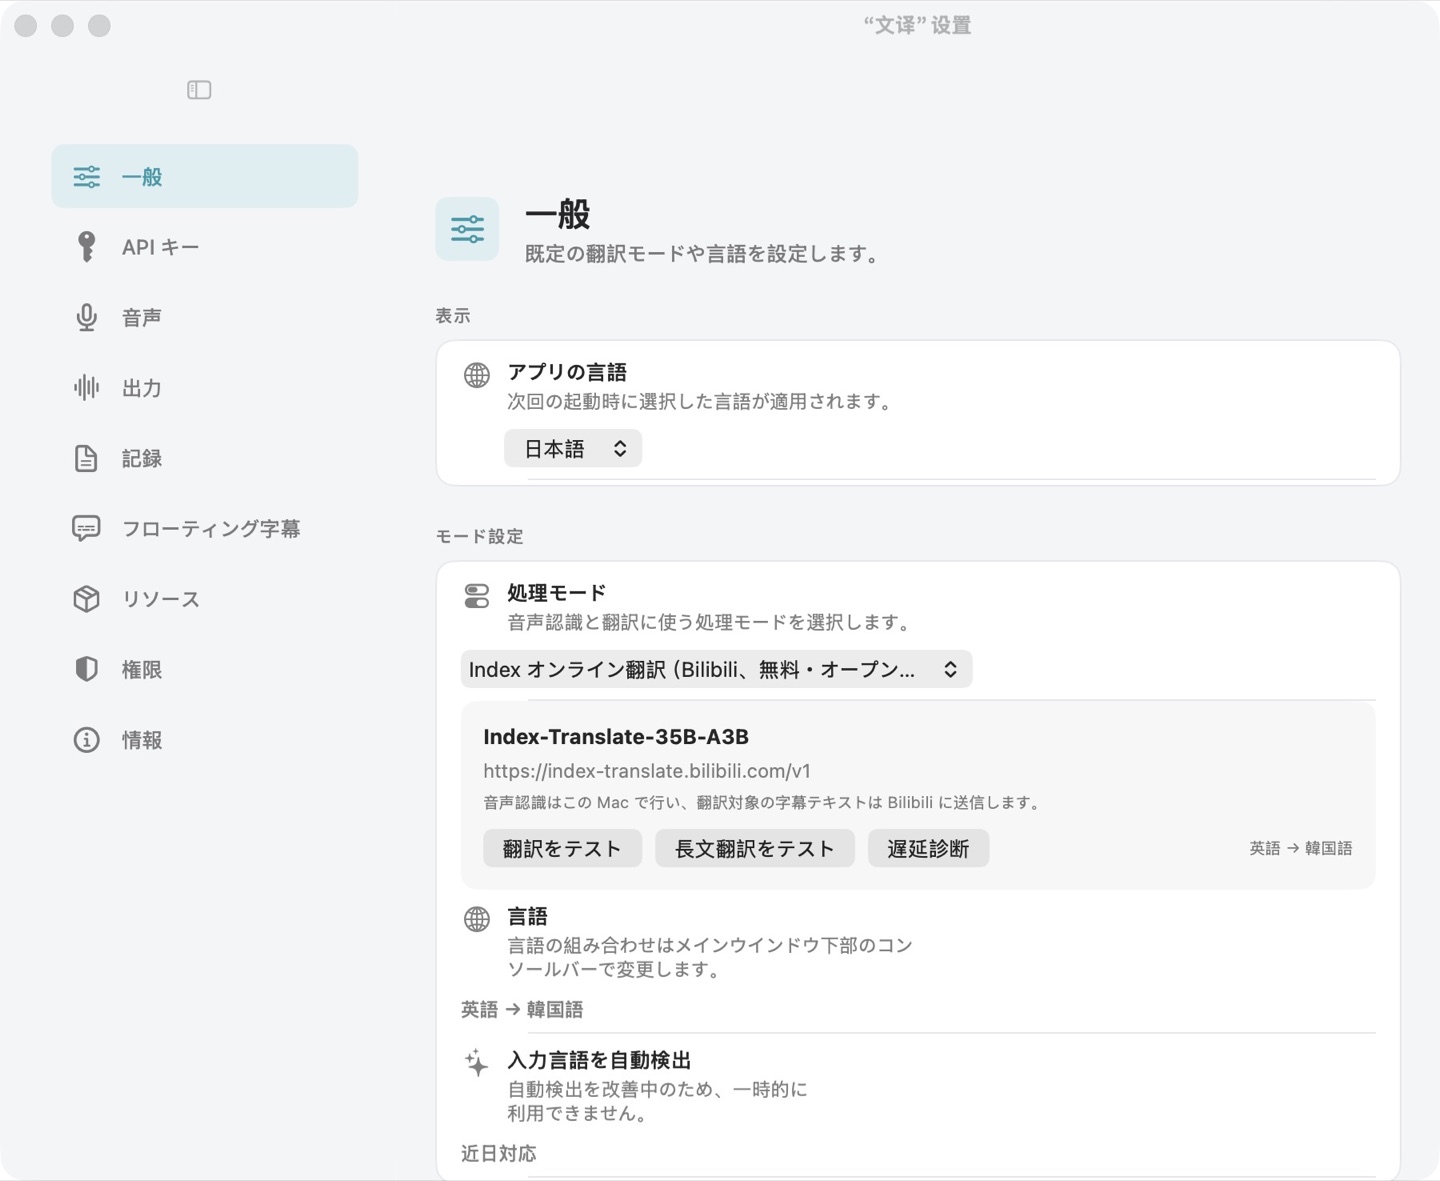 “文译” 设置
一般
API キー
音声
出力
記録
フローティング字幕
リソース
権限
情報
一般
既定の翻訳モードや言語を設定します。
表示
アプリの言語
次回の起動時に選択した言語が適用されます。
日本語
モード設定
処理モード
音声認識と翻訳に使う処理モードを選択します。
Index オンライン翻訳 (Bilibili、無料・オープン...
Index-Translate-35B-A3B
https://index-translate.bilibili.com/v1
音声認識はこの Mac で行い、翻訳対象の字幕テキストは Bilibili に送信します。
翻訳をテスト
長文翻訳をテスト
遅延診断
英語 → 韓国語
言語
言語の組み合わせはメインウインドウ下部のコン
ソールバーで変更します。
英語 → 韓国語
入力言語を自動検出
自動検出を改善中のため、一時的に
利用できません。
近日対応